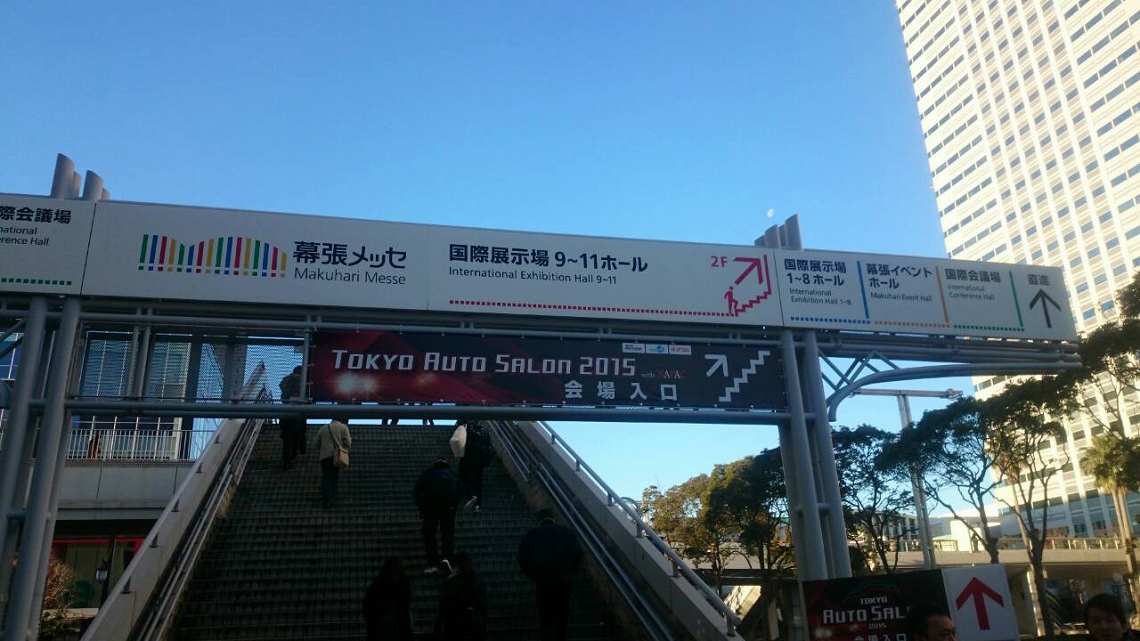 際会議場
national
erence Hall
幕張メッセ
Makuhari Messe
国際展示場 9~11ホール
International Exhibition Hall 9-11
2F
国際展示場
1~8 ホール
International
Exhibition Hall 1-8
幕張イベント
ホール
Makuhari Event Hall
国際会議場
International
Conference Hall
直進
TOKYO AUTO SALON 2015 with NAPAC
会場入口
TOKYO
AUTO SAL
2015